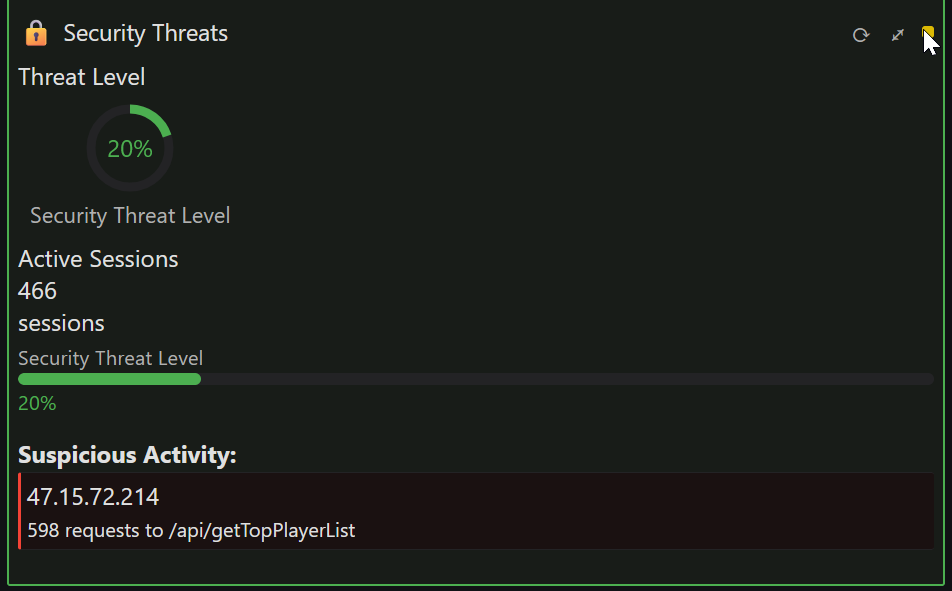 Security Threats
Threat Level
20%
Security Threat Level
Active Sessions
466
sessions
Security Threat Level
20%
Suspicious Activity:
47.15.72.214
598 requests to /api/getTopPlayerList